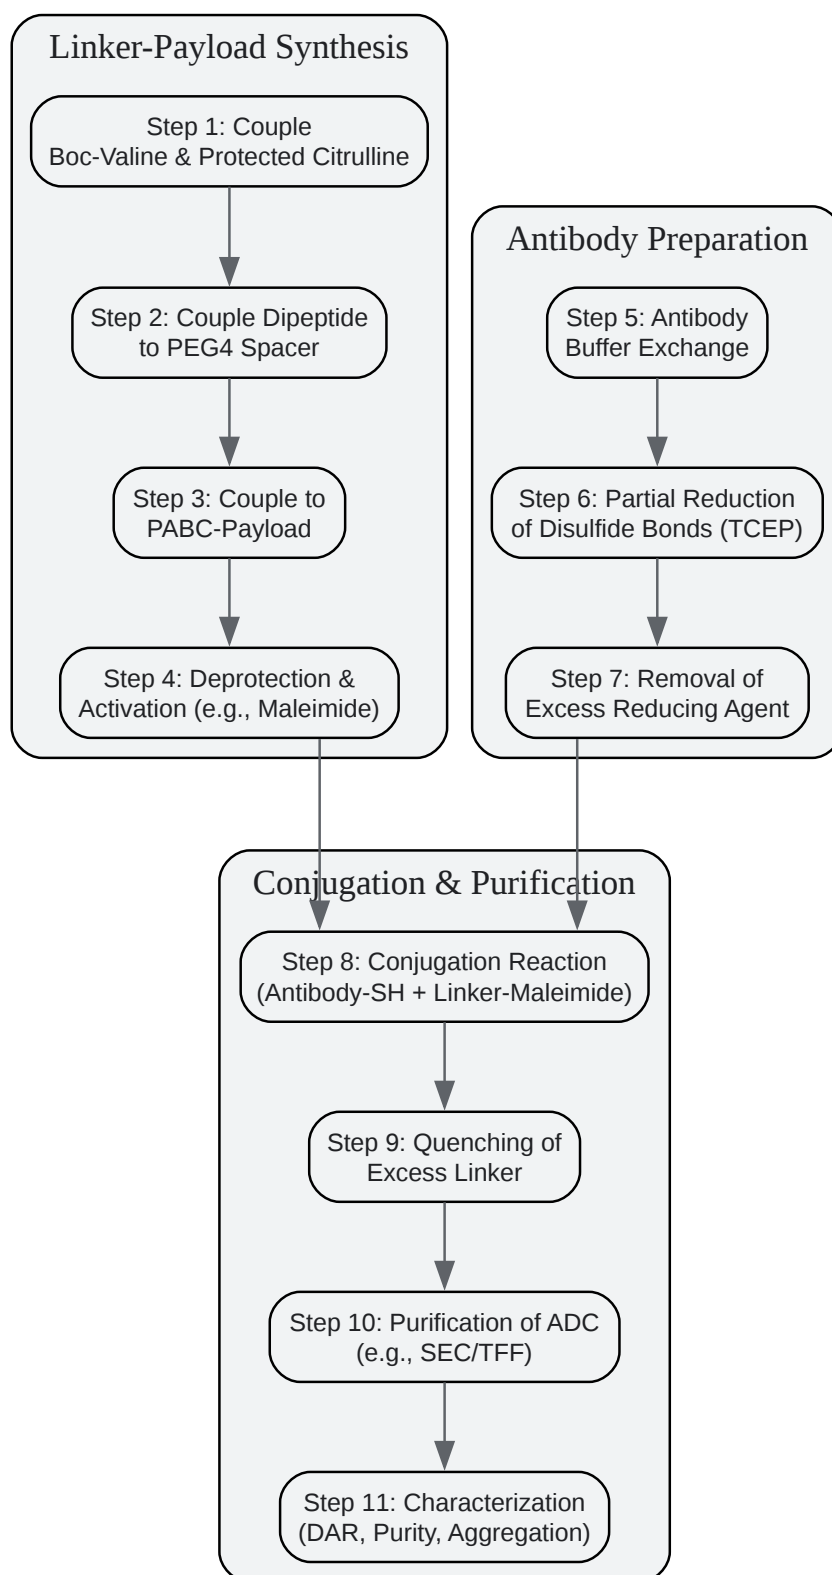 Linker-Payload Synthesis
Step 1: Couple
Boc-Valine & Protected Citrulline
Step 2: Couple Dipeptide
to PEG4 Spacer
Step 3: Couple to
PABC-Payload
Step 4: Deprotection &
Activation (e.g., Maleimide)
Antibody Preparation
Step 5: Antibody
Buffer Exchange
Step 6: Partial Reduction
of Disulfide Bonds (TCEP)
Step 7: Removal of
Excess Reducing Agent
Conjugation & Purification
Step 8: Conjugation Reaction
(Antibody-SH + Linker-Maleimide)
Step 9: Quenching of
Excess Linker
Step 10: Purification of ADC
(e.g., SEC/TFF)
Step 11: Characterization
(DAR, Purity, Aggregation)